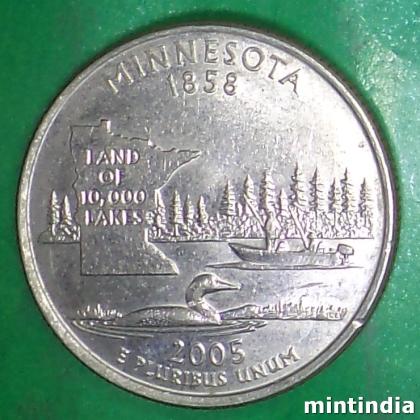 MINNESOTA
1858
LAND
OF
10,000
LAKES
2005
E PLURIBUS UNUM
mintindia